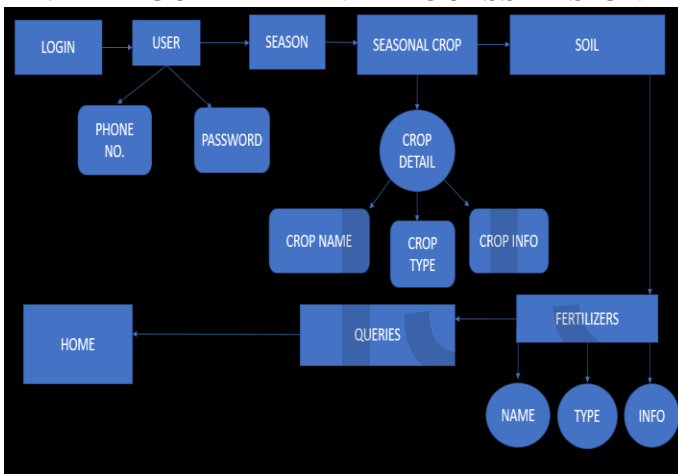 LOGIN
USER
SEASON
SEASONAL CROP
SOIL
PHONE
NO.
PASSWORD
CROP
DETAIL
CROP NAME
CROP
TYPE
CROP INFO
HOME
QUERIES
FERTILIZERS
NAME
TYPE
INFO